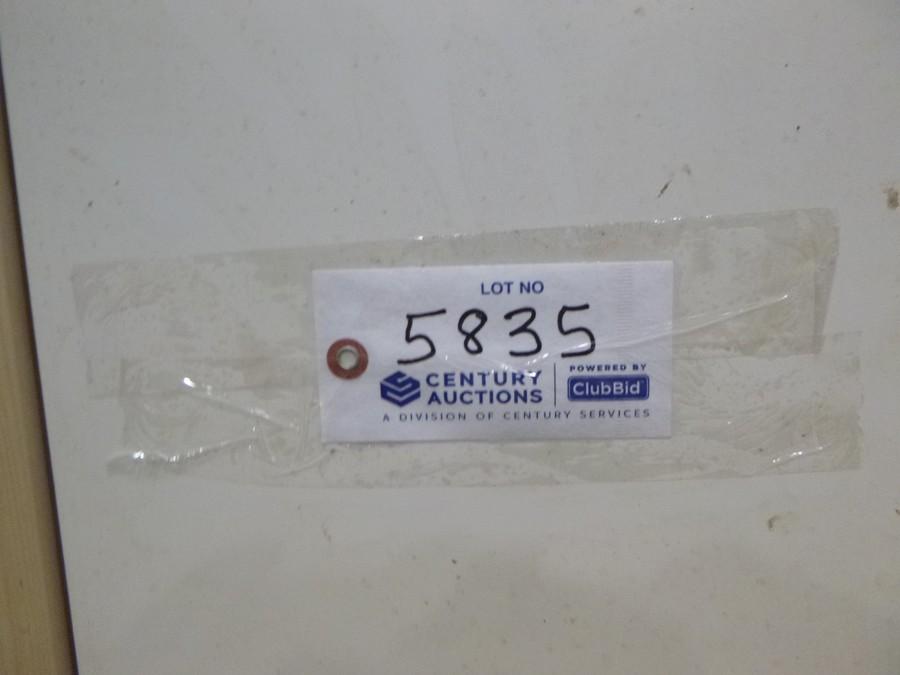 LOT NO
5835
CENTURY AUCTIONS
A DIVISION OF CENTURY SERVICES
POWERED BY
ClubBid